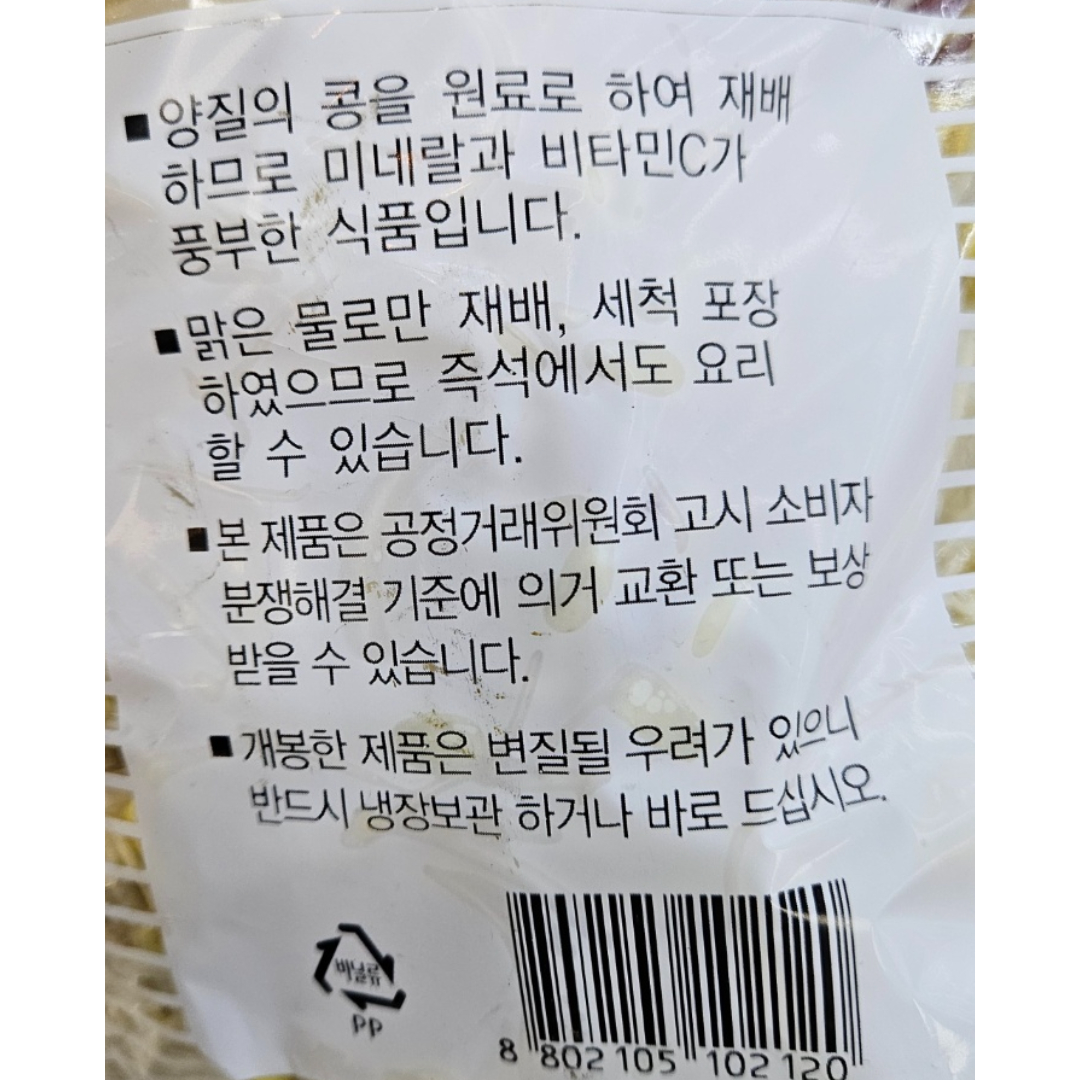 ■양질의 콩을 원료로 하여 재배
하므로 미네랄과 비타민C가
풍부한 식품입니다.
■맑은 물로만 재배, 세척 포장
하였으므로 즉석에서도 요리
할 수 있습니다.
■본 제품은 공정거래위원회 고시 소비자
분쟁해결 기준에 의거 교환 또는 보상
받을 수 있습니다.
■개봉한 제품은 변질될 우려가 있으니
반드시 냉장보관 하거나 바로 드십시오.
비닐류
PP
8 802105 102120